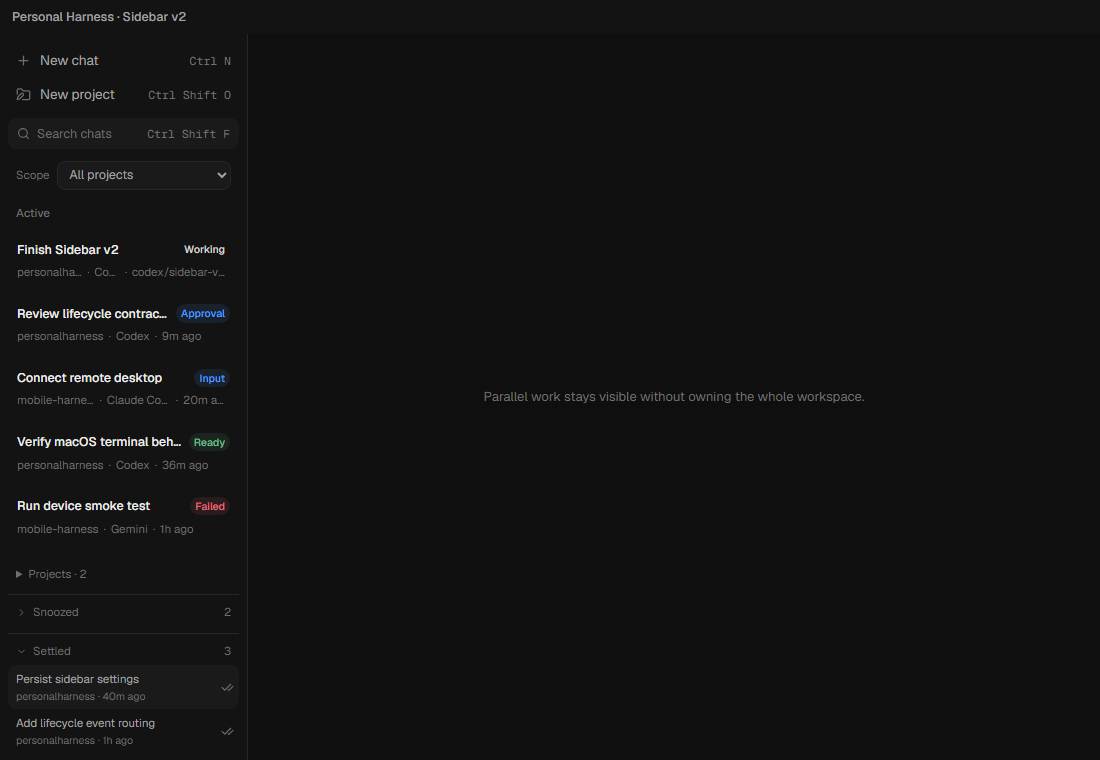 Personal Harness · Sidebar v2
New chat Ctrl N
New project Ctrl Shift O
Search chats Ctrl Shift F
Scope All projects
Active
Finish Sidebar v2 Working
personalha… · Co… · codex/sidebar-v…
Review lifecycle contrac… Approval
personalharness · Codex · 9m ago
Connect remote desktop Input
mobile-harne… · Claude Co… · 20m a…
Verify macOS terminal beh… Ready
personalharness · Codex · 36m ago
Run device smoke test Failed
mobile-harness · Gemini · 1h ago
Projects · 2
Snoozed 2
Settled 3
Persist sidebar settings
personalharness · 40m ago
Add lifecycle event routing
personalharness · 1h ago
Parallel work stays visible without owning the whole workspace.